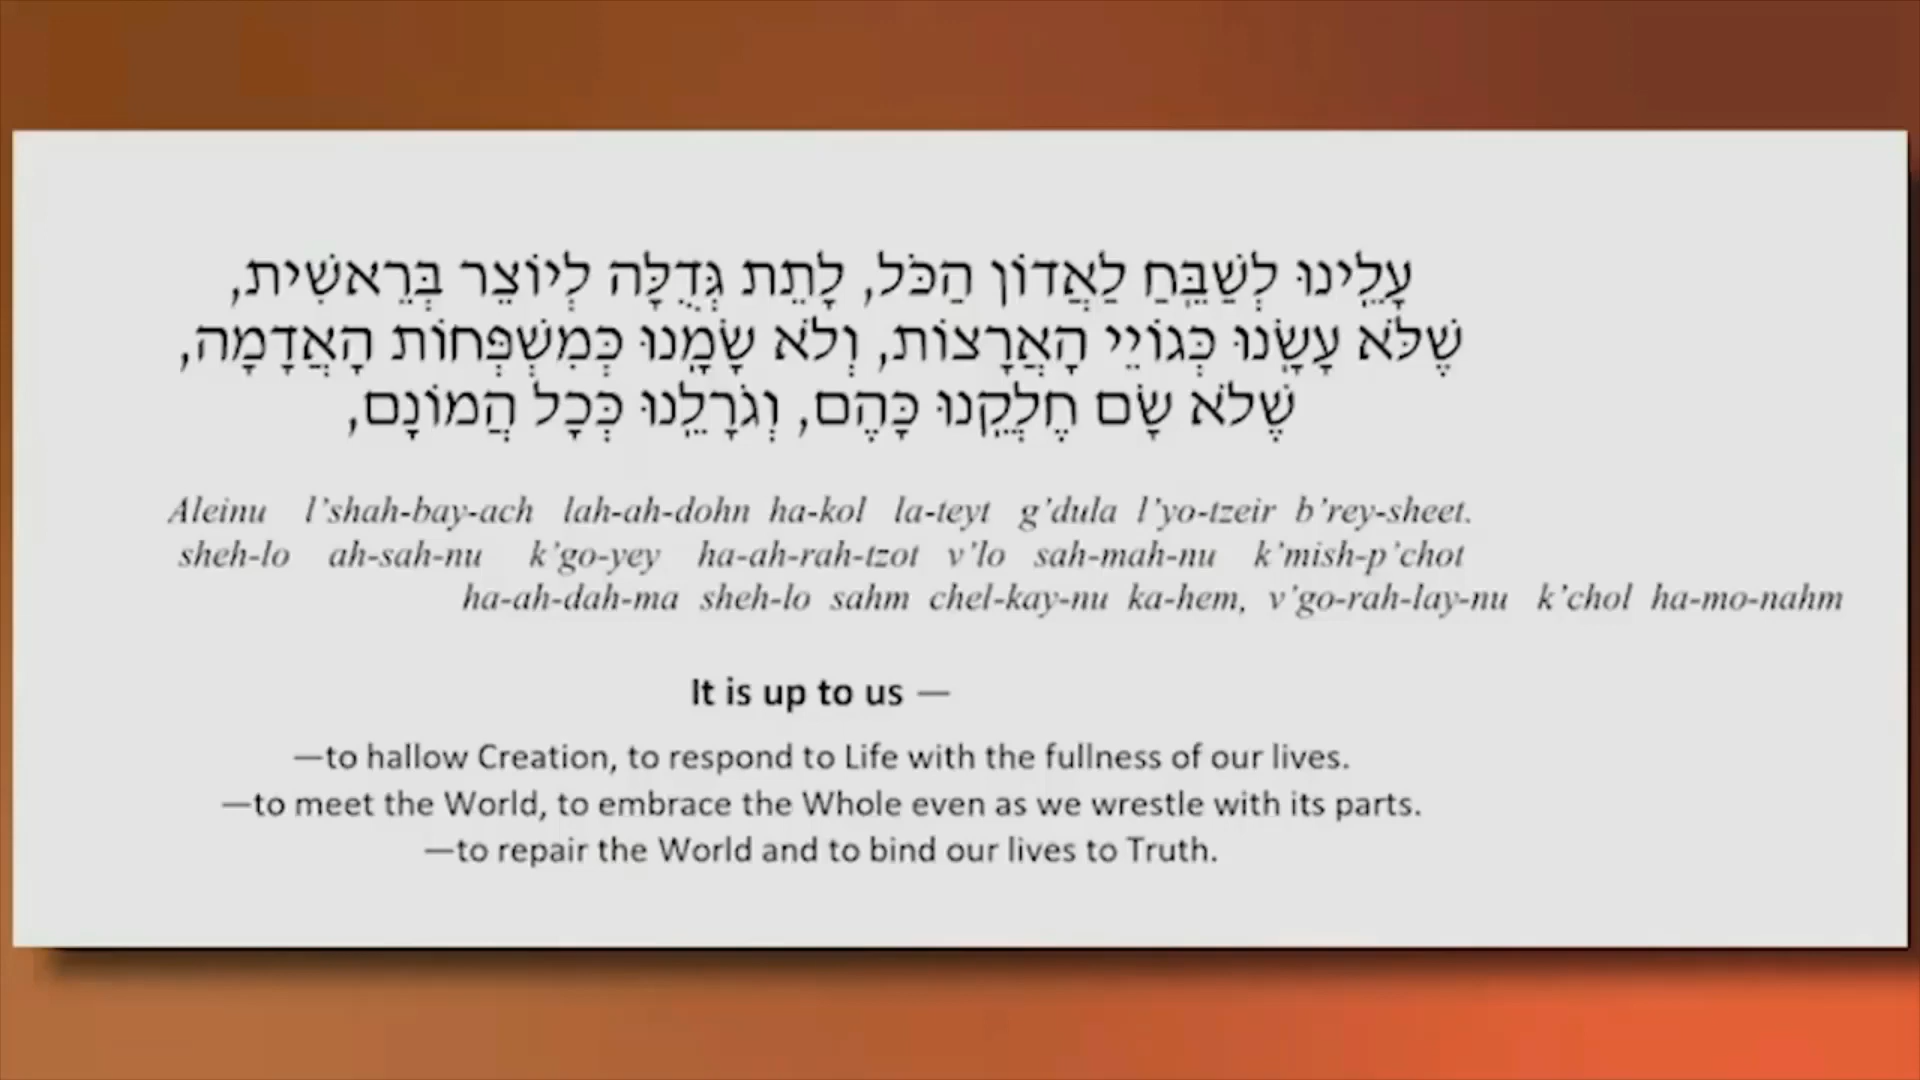 עָלֵֽינוּ לְשַׁבֵּֽחַ לַאֲדוֹן הַכֹּל, לָתֵת גְּדֻלָּה לְיוֹצֵר בְּרֵאשִׁית,
שֶׁלֹּא עָשָֽׂנוּ כְּגוֹיֵי הָאֲרָצוֹת, וְלֹא שָׂמָֽנוּ כְּמִשְׁפְּחוֹת הָאֲדָמָה,
שֶׁלֹּא שָׂם חֶלְקֵֽנוּ כָּהֶם, וְגֹרָלֵֽנוּ כְּכָל הֲמוֹנָם,
Aleinu l’shah-bay-ach lah-ah-dohn ha-kol la-teyt g’dula l’yo-tzeir b’rey-sheet.
sheh-lo ah-sah-nu k’go-yey ha-ah-rah-tzot v’lo sah-mah-nu k’mish-p’chot
ha-ah-dah-ma sheh-lo sahm chel-kay-nu ka-hem, v’go-rah-lay-nu k’chol ha-mo-nahm
It is up to us —
—to hallow Creation, to respond to Life with the fullness of our lives.
—to meet the World, to embrace the Whole even as we wrestle with its parts.
—to repair the World and to bind our lives to Truth.